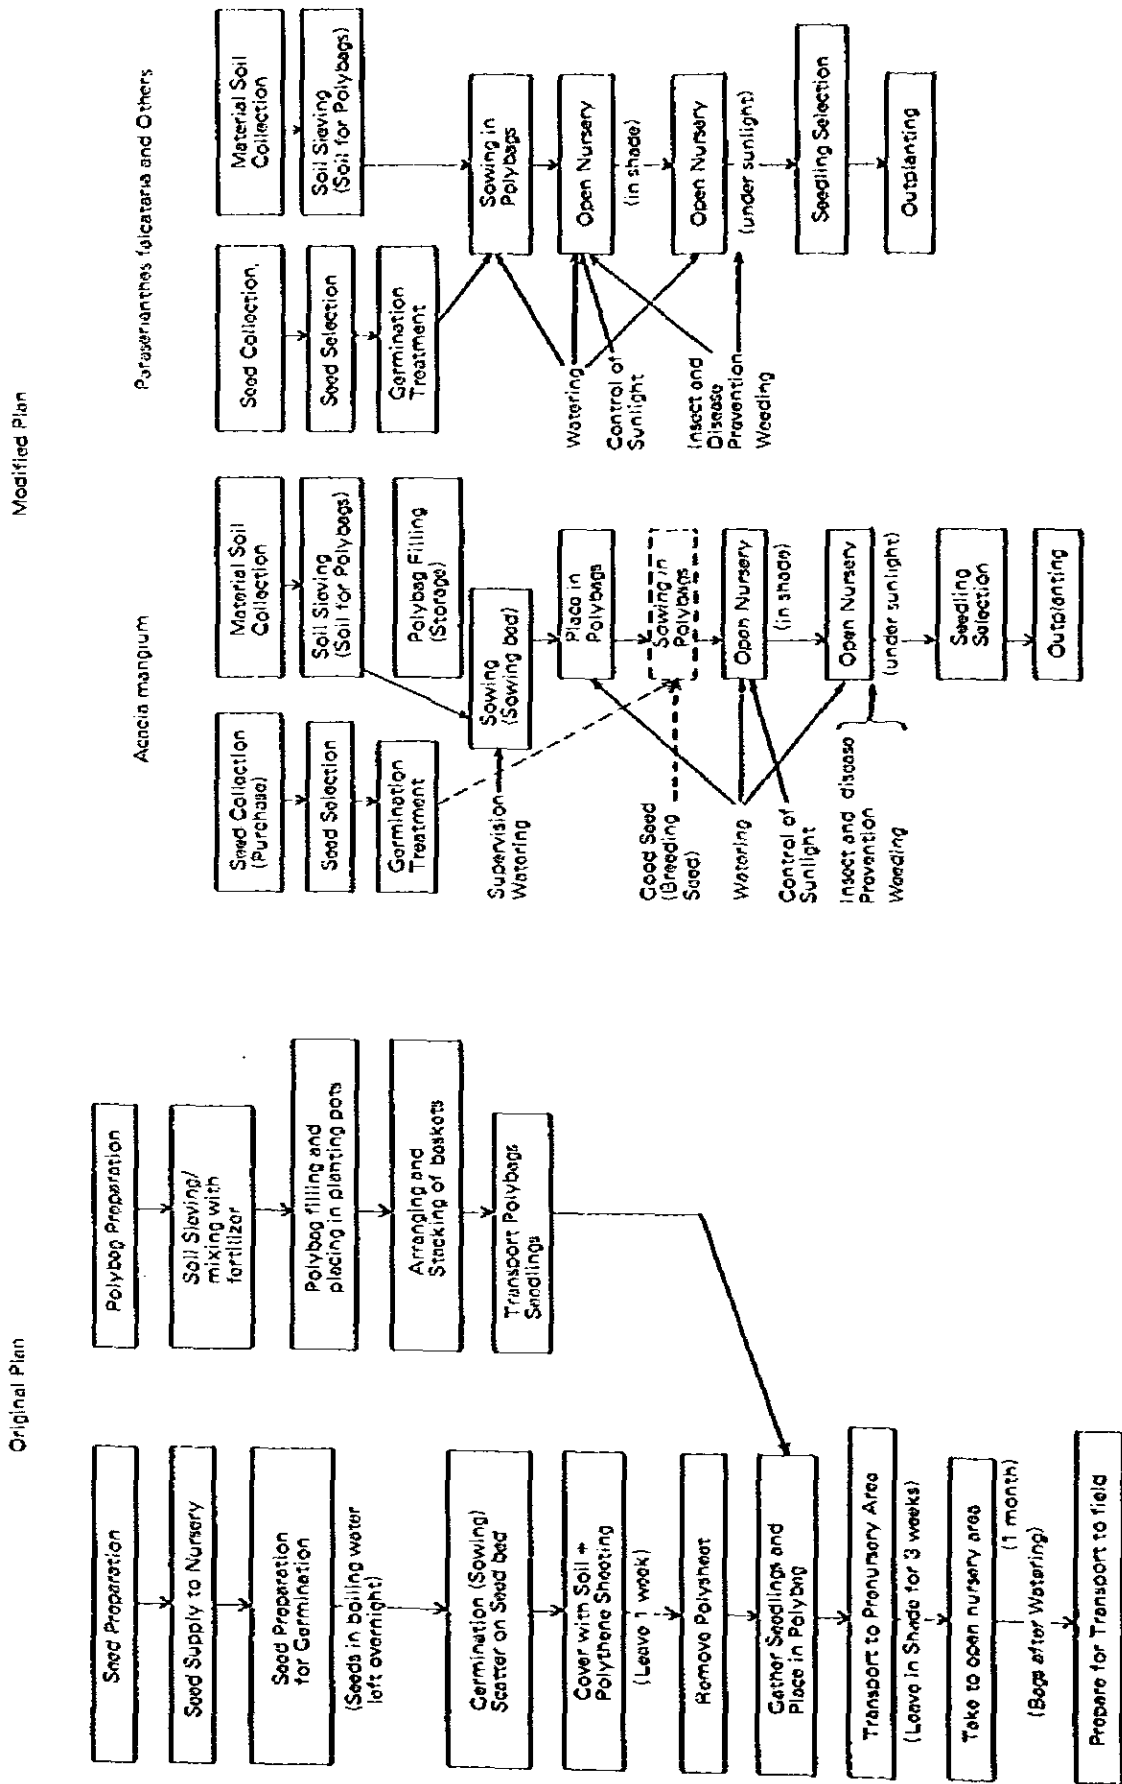 Original Plan
Seed Preparation
Seed Supply to Nursery
Seed Preparation
for Germination
(Seeds in boiling water
left overnight)
Germination (Sowing)
Scatter on Seed bed
Cover with Soil +
Polythene Sheeting
(Leave 1 week)
Remove Polysheet
Gather Seedlings and
Place in Polybag
Transport to Prenursery Area
(Leave in Shade for 3 weeks)
Take to open nursery area
(1 month)
(Bags after Watering)
Prepare for Transport to field
Polybag Preparation
Soil Sieving/
mixing with
fertilizer
Polybag filling and
placing in planting pots
Arranging and
Stacking of baskets
Transport Polybags
Seedlings
Modified Plan
Acacia mangium
Seed Collection
(Purchase)
Seed Selection
Germination
Treatment
Material Soil
Collection
Soil Sieving
(Soil for Polybags)
Polybag Filling
(Storage)
Sowing
(Sowing bed)
Supervision
Watering
Place in
Polybags
Good Seed
(Breeding
Seed)
Sowing in
Polybags
Watering
Open Nursery
(in shade)
Control of
Sunlight
Open Nursery
Insect and disease
Prevention
(under sunlight)
Weeding
Seedling
Selection
Outplanting
Paraserianthes falcataria and Others
Seed Collection,
Seed Selection
Germination
Treatment
Material Soil
Collection
Soil Sieving
(Soil for Polybags)
Sowing in
Polybags
Watering
Open Nursery
Control of
Sunlight
(in shade)
Insect and
Disease
Prevention
Open Nursery
(under sunlight)
Weeding
Seedling Selection
Outplanting